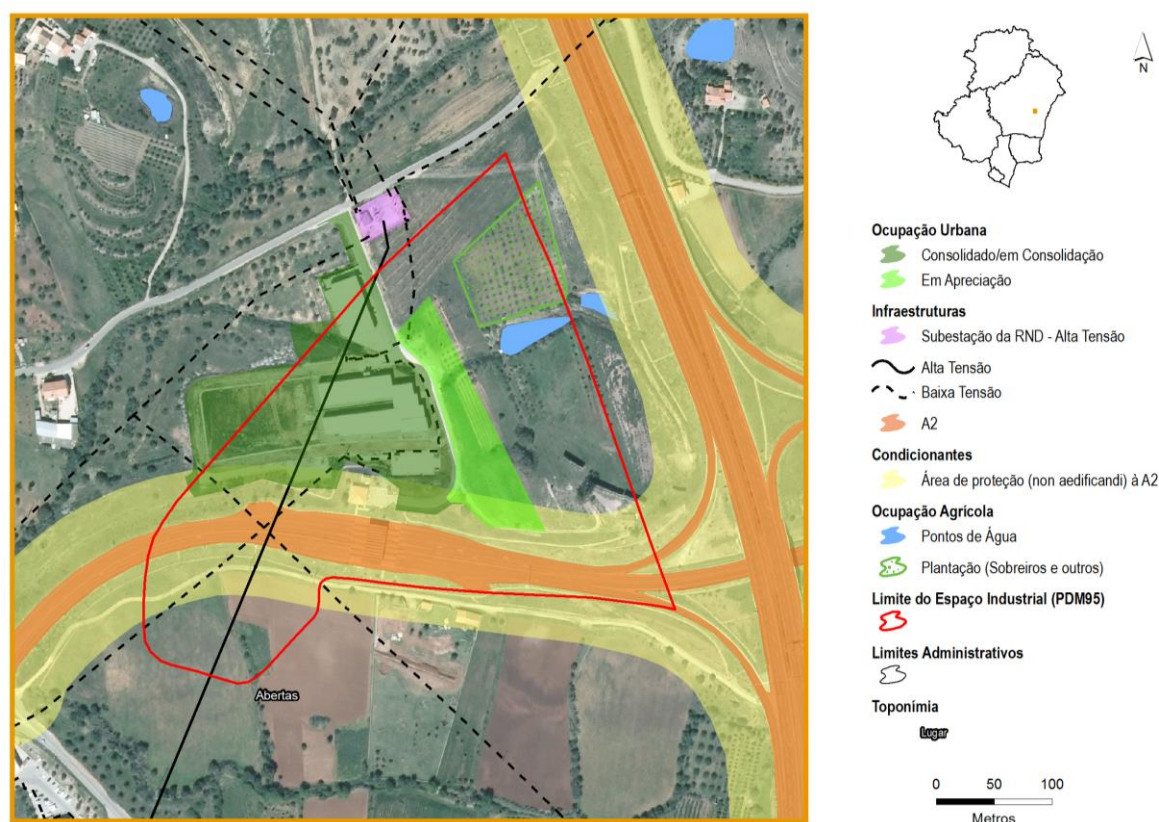 Abertas
N
Ocupação Urbana
Consolidado/em Consolidação
Em Apreciação
Infraestruturas
Subestação da RND - Alta Tensão
Alta Tensão
Baixa Tensão
A2
Condicionantes
Área de proteção (non aedificandi) à A2
Ocupação Agrícola
Pontos de Água
Plantação (Sobreiros e outros)
Limite do Espaço Industrial (PDM95)
Limites Administrativos
Toponímia
Lugar
0 50 100
Metros